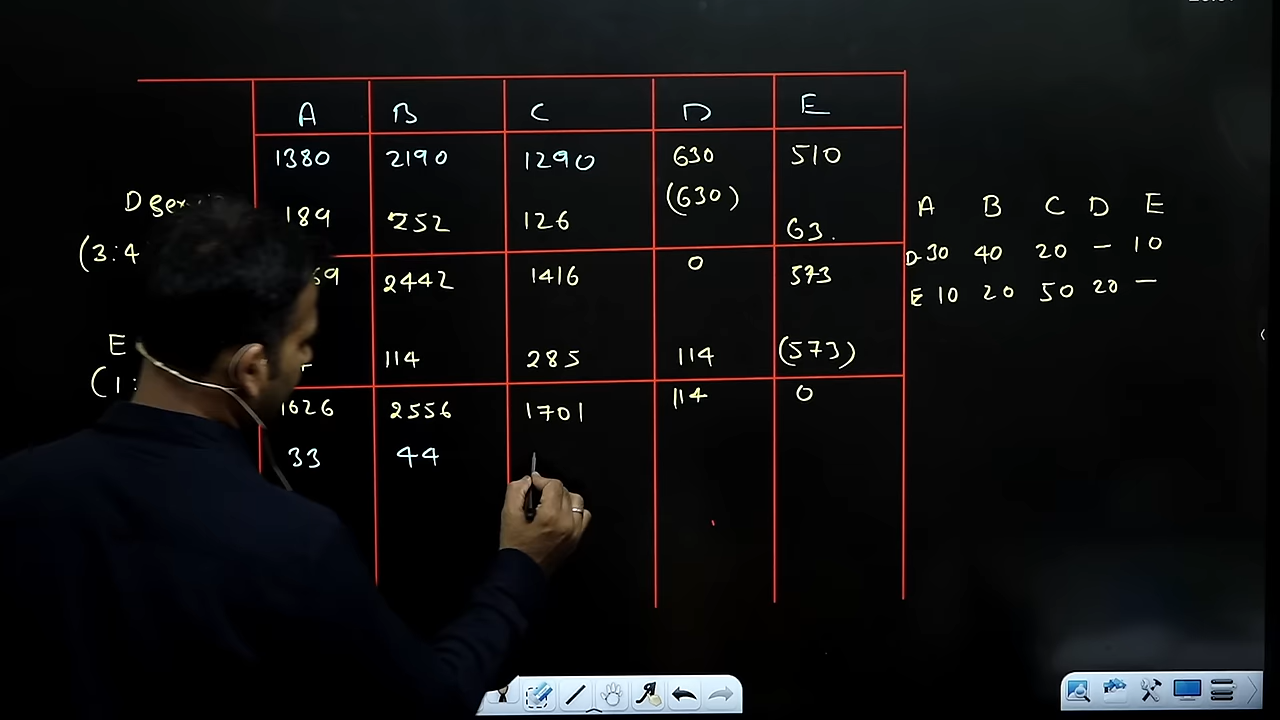 A B C D E
1380 2190 1290 630 510
(630)
189 252 126 63.
2442 1416 0 573
E 114 285 114 (573)
1626 2556 1701 114 0
33 44
A B C D E
D 30 40 20 — 10
E 10 20 50 20 —